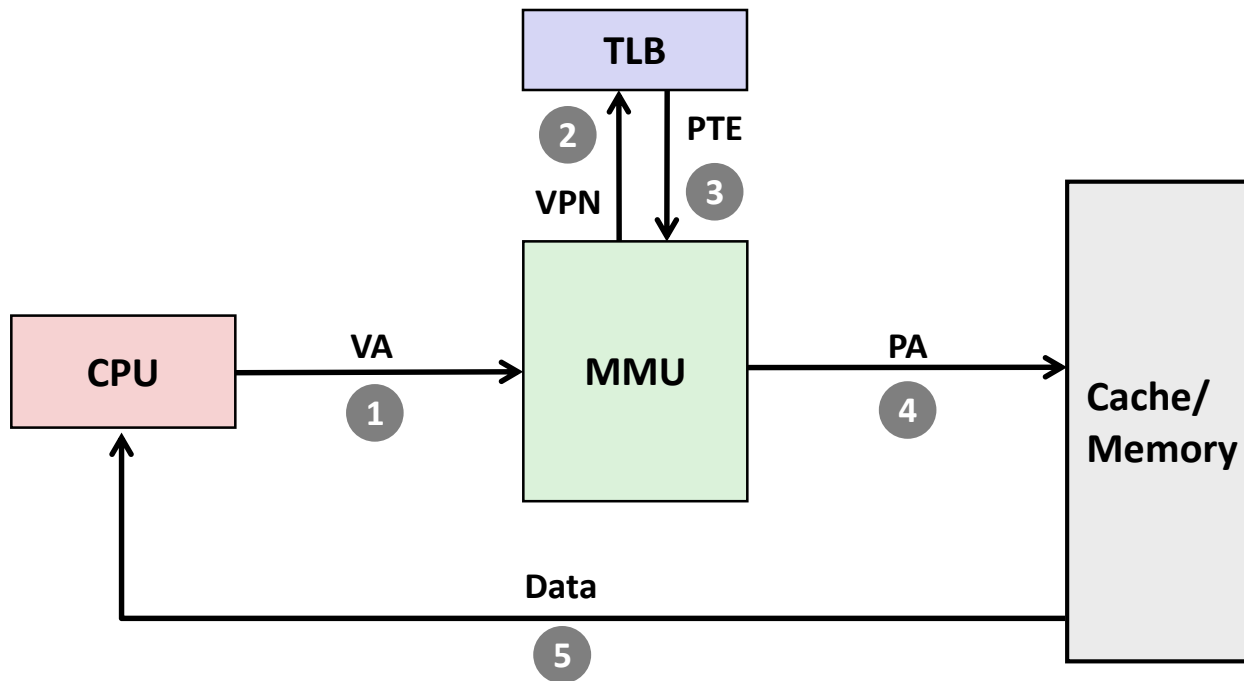 TLB
2
PTE
3
VPN
CPU
VA
1
MMU
PA
4
Cache/
Memory
Data
5